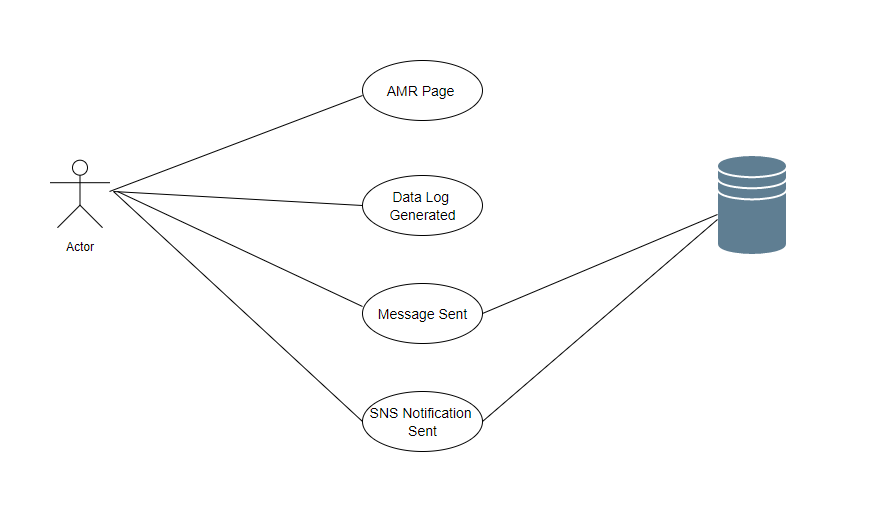 AMR Page
Data Log
Generated
Actor
Message Sent
SNS Notification
Sent